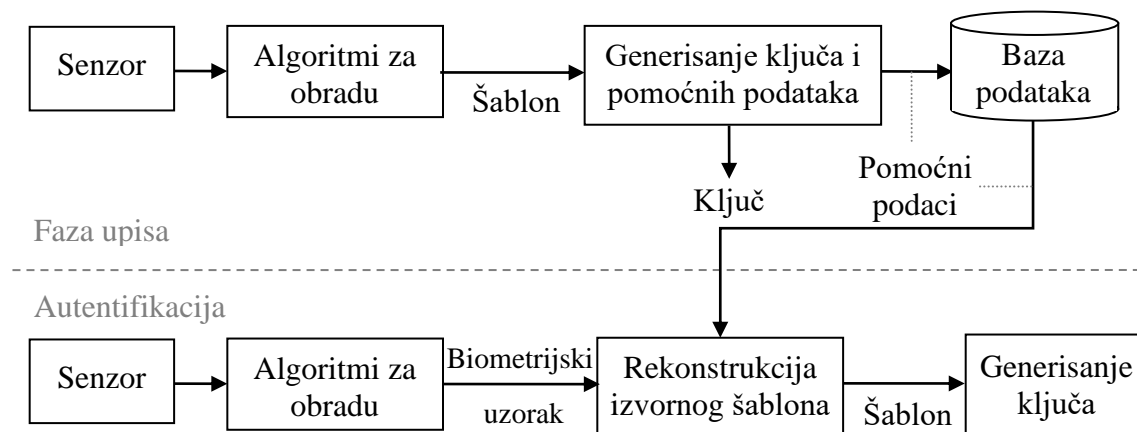 Senzor
Algoritmi za
obradu
Šablon
Generisanje ključa i
pomoćnih podataka
Baza
podataka
Ključ
Pomoćni
podaci
Faza upisa
Autentifikacija
Senzor
Algoritmi za
obradu
Biometrijski
uzorak
Rekonstrukcija
izvornog šablona
Šablon
Generisanje
ključa